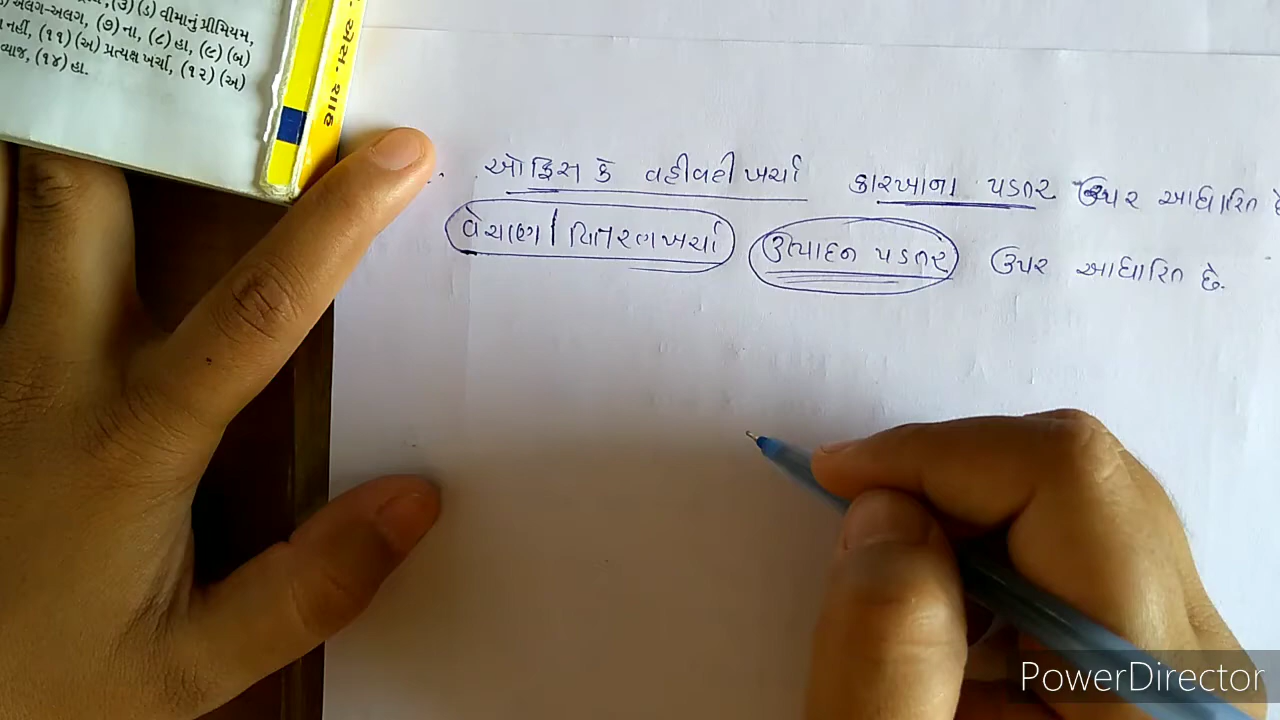 (૩) (ડ) વીમાનું પ્રીમિયમ,
અલગ-અલગ, (૭) ના, (૮) હા, (૯) (બ)
નહીં, (૧૧) (અ) પ્રત્યક્ષ ખર્ચા, (૧૨) (અ)
વ્યાજ, (૧૪) હા.
એસ. શાહ
ઓફિસ કે વહીવટી ખર્ચા કારખાના પડતર ઉપર આધારિત છે
વેચાણ / વિતરણ ખર્ચા ઉત્પાદન પડતર ઉપર આધારિત છે.
PowerDirector